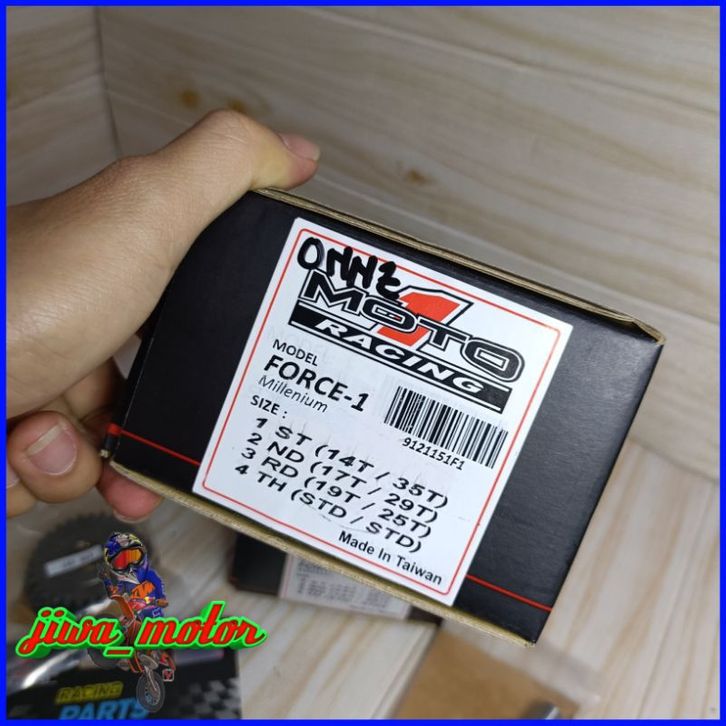 ONNZ
MOTO 1
RACING
MODEL
FORCE-1
Millenium
SIZE :
1 ST (14T / 35T)
2 ND (17T / 29T)
3 RD (19T / 25T)
4 TH (STD / STD)
9121151F1
Made In Taiwan
jiwa_motor
RACING
PARTS